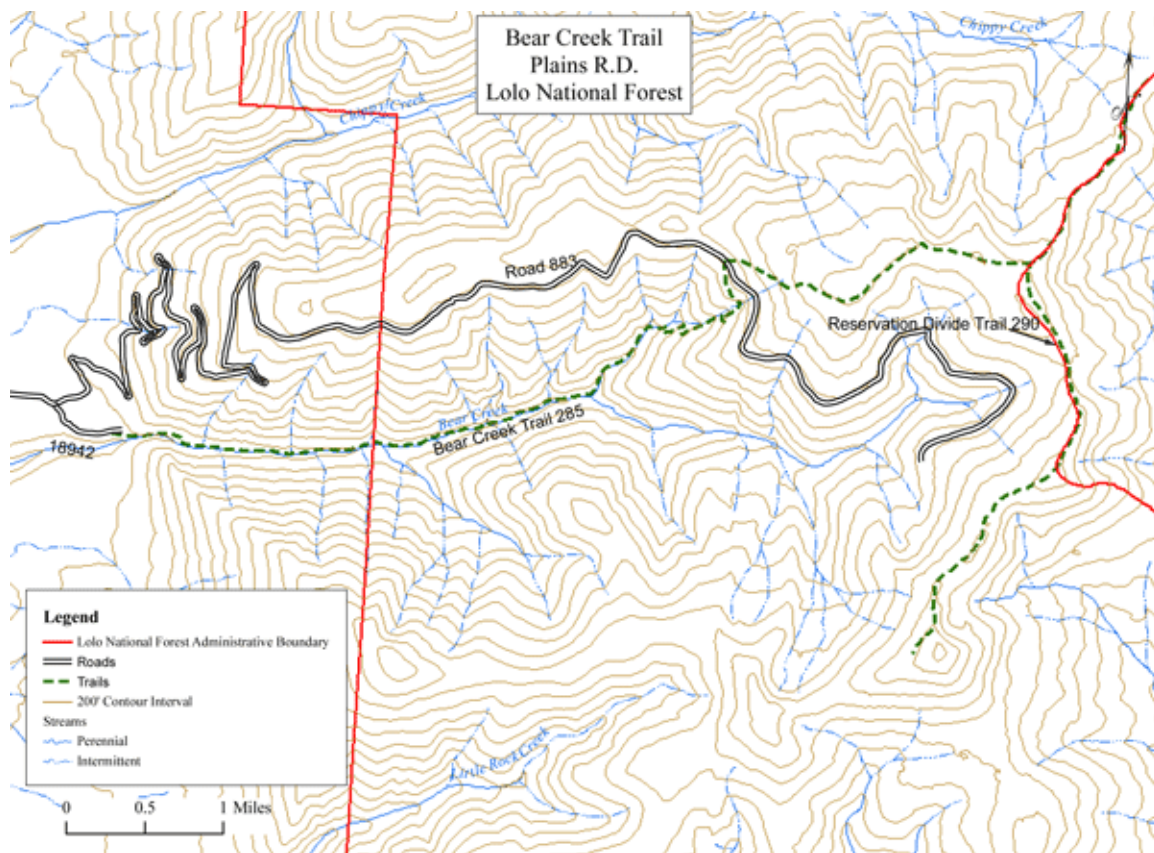 Bear Creek Trail
Plains R.D.
Lolo National Forest
Chippy Creek
Chippy Creek
Road 883
Reservation Divide Trail 290
Bear Creek
Bear Creek Trail 285
18942
Little Rock Creek
Legend
Lolo National Forest Administrative Boundary
Roads
Trails
200' Contour Interval
Streams
Perennial
Intermittent
0 0.5 1 Miles